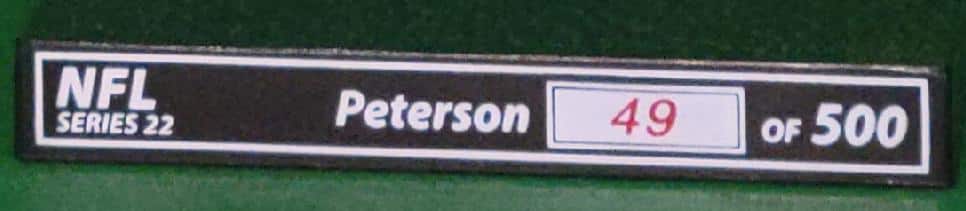 NFL
SERIES 22
Peterson 49 OF 500